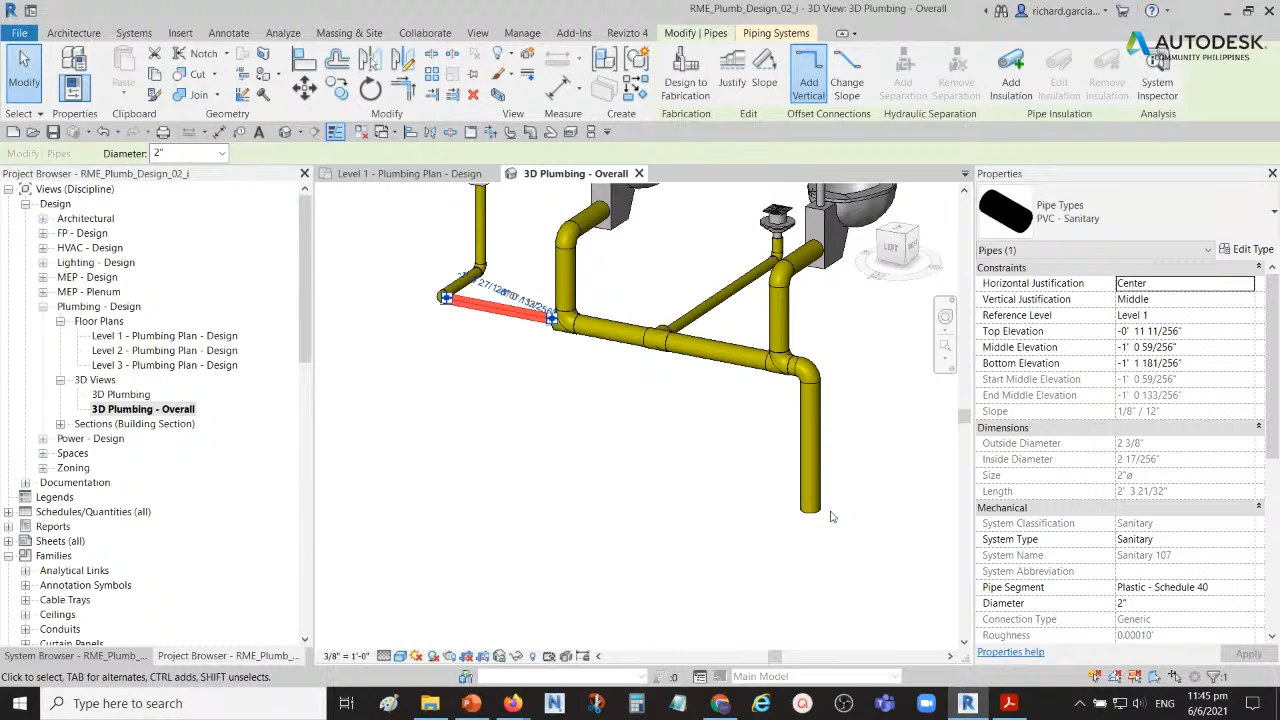 RME_Plumb_Design_02_i - 3D View: 3D Plumbing - Overall
richard.garcia...
AUTODESK.
COMMUNITY PHILIPPINES
File Architecture Systems Insert Annotate Analyze Massing & Site Collaborate View Manage Add-Ins Revizto 4 Modify | Pipes Piping Systems
Modify Paste Notch Cut Join Design to Fabrication Justify Slope Add Vertical Change Slope Add Separation Remove Separation Add Insulation Edit Insulation Remove Insulation System Inspector
Select Properties Clipboard Geometry Modify View Measure Create Fabrication Edit Offset Connections Hydraulic Separation Pipe Insulation Analysis
Modify | Pipes Diameter: 2"
Project Browser - RME_Plumb_Design_02_i
Views (Discipline)
Design
Architectural
FP - Design
HVAC - Design
Lighting - Design
MEP - Design
MEP - Plenum
Plumbing - Design
Floor Plans
Level 1 - Plumbing Plan - Design
Level 2 - Plumbing Plan - Design
Level 3 - Plumbing Plan - Design
3D Views
3D Plumbing
3D Plumbing - Overall
Sections (Building Section)
Power - Design
Spaces
Zoning
Documentation
Legends
Schedules/Quantities (all)
Reports
Sheets (all)
Families
Analytical Links
Annotation Symbols
Cable Trays
Ceilings
Conduits
Curtain Panels
System Browser - RME_Plumb_... Project Browser - RME_Plumb_...
Level 1 - Plumbing Plan - Design
3D Plumbing - Overall
LEFT
3/8" = 1'-0"
Properties
Pipe Types
PVC - Sanitary
Pipes (1) Edit Type
Constraints
Horizontal Justification Center
Vertical Justification Middle
Reference Level Level 1
Top Elevation -0' 11 11/256"
Middle Elevation -1' 0 59/256"
Bottom Elevation -1' 1 181/256"
Start Middle Elevation -1' 0 59/256"
End Middle Elevation -1' 0 133/256"
Slope 1/8" / 12"
Dimensions
Outside Diameter 2 3/8"
Inside Diameter 2 17/256"
Size 2"ø
Length 2' 3 21/32"
Mechanical
System Classification Sanitary
System Type Sanitary
System Name Sanitary 107
System Abbreviation
Pipe Segment Plastic - Schedule 40
Diameter 2"
Connection Type Generic
Roughness 0.00010'
Properties help Apply
Click to select, TAB for alternates, CTRL adds, SHIFT unselects.
:0 Main Model :1
Type here to search
ENG
11:45 pm
6/6/2021